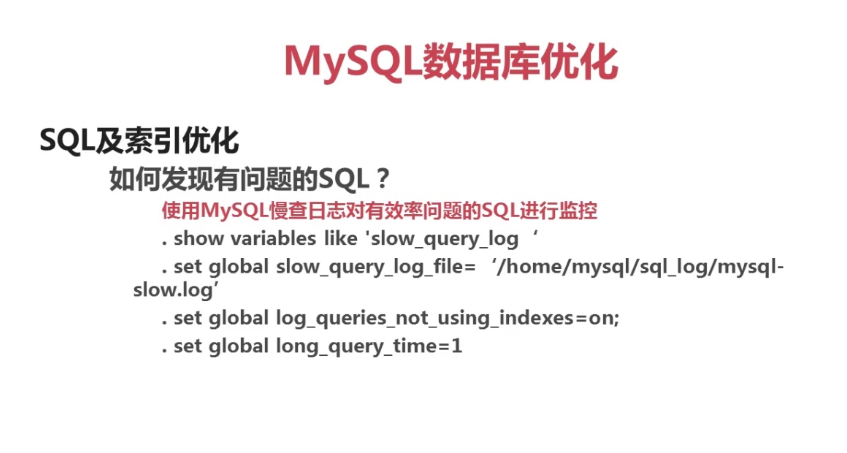 MySQL数据库优化
SQL及索引优化
如何发现有问题的SQL？
使用MySQL慢查日志对有效率问题的SQL进行监控
. show variables like 'slow_query_log‘
. set global slow_query_log_file=‘/home/mysql/sql_log/mysql-
slow.log’
. set global log_queries_not_using_indexes=on;
. set global long_query_time=1